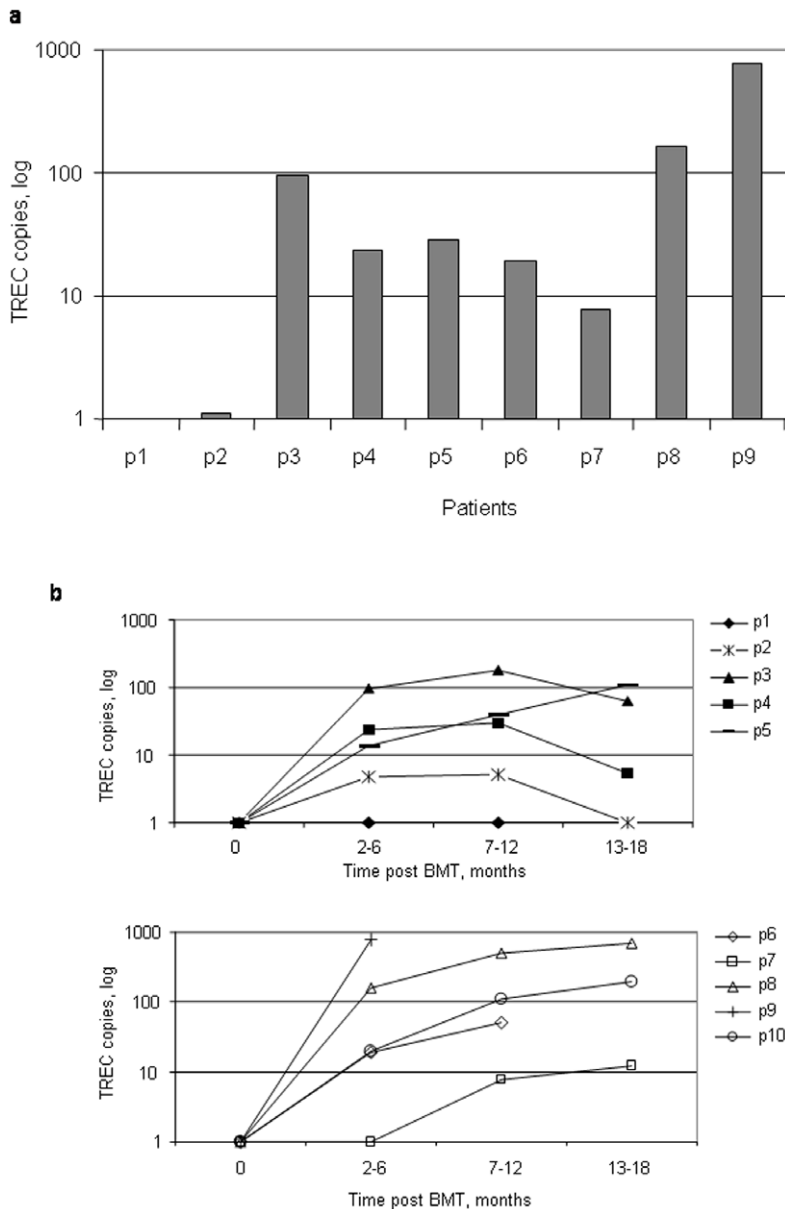 a
1000
100
10
1
TREC copies, log
p1 p2 p3 p4 p5 p6 p7 p8 p9
Patients
b
1000
100
10
1
TREC copies, log
0 2-6 7-12 13-18
Time post BMT, months
p1
p2
p3
p4
p5
1000
100
10
1
TREC copies, log
0 2-6 7-12 13-18
Time post BMT, months
p6
p7
p8
p9
p10